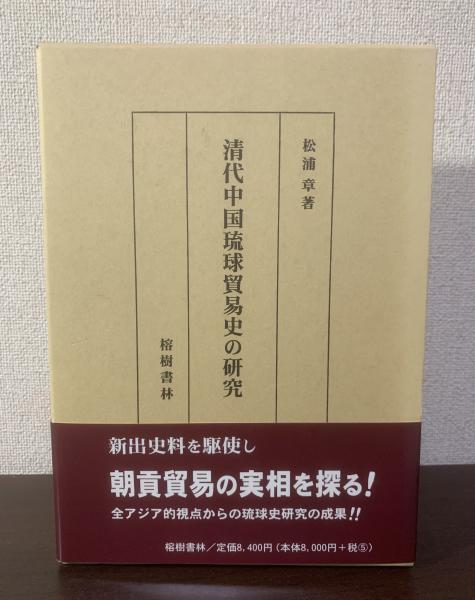 松浦 章著
清代中国琉球貿易史の研究
榕樹書林
新出史料を駆使し
朝貢貿易の実相を探る!
全アジア的視点からの琉球史研究の成果!!
榕樹書林/定価8,400円(本体8,000円+税⑤)